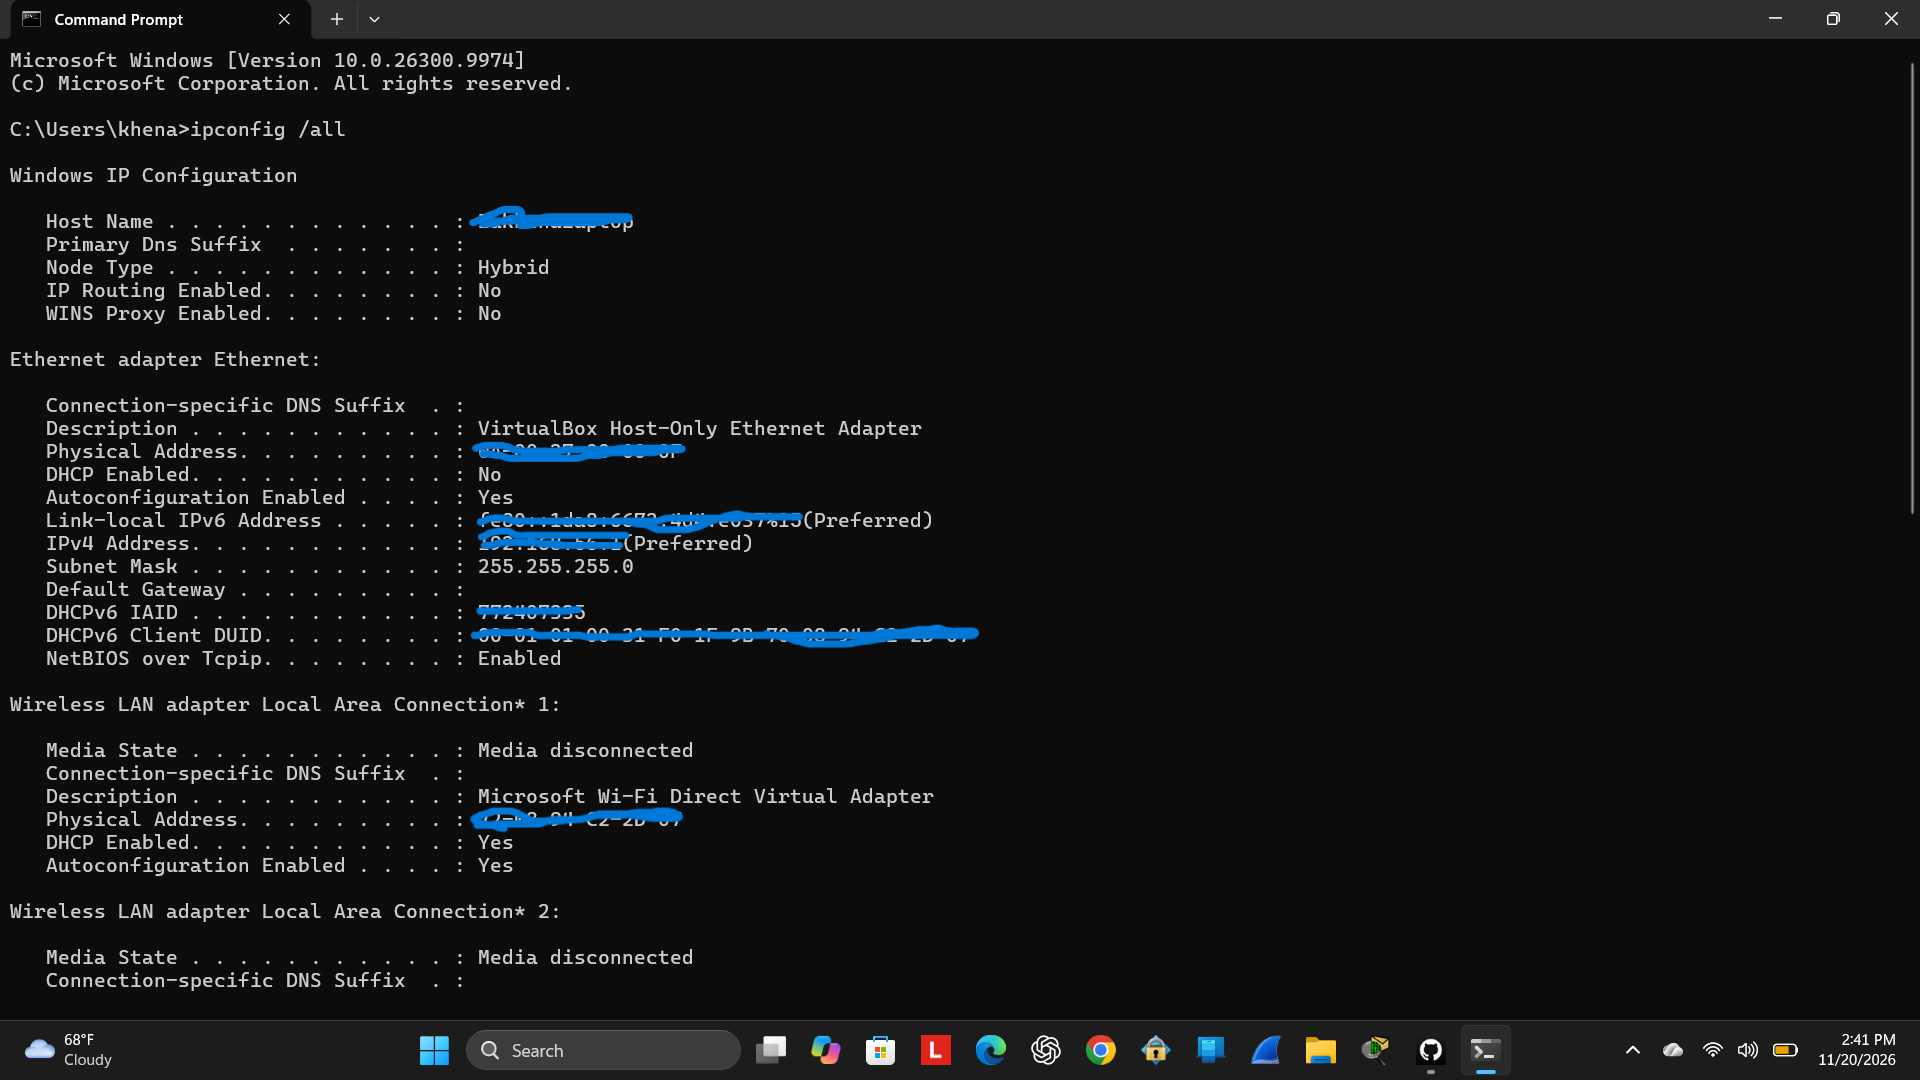 Command Prompt
Microsoft Windows [Version 10.0.26300.9974]
(c) Microsoft Corporation. All rights reserved.
C:\Users\khena>ipconfig /all
Windows IP Configuration
Host Name . . . . . . . . . . . . :
Primary Dns Suffix  . . . . . . . :
Node Type . . . . . . . . . . . . : Hybrid
IP Routing Enabled. . . . . . . . : No
WINS Proxy Enabled. . . . . . . . : No
Ethernet adapter Ethernet:
Connection-specific DNS Suffix  . :
Description . . . . . . . . . . . : VirtualBox Host-Only Ethernet Adapter
Physical Address. . . . . . . . . :
DHCP Enabled. . . . . . . . . . . : No
Autoconfiguration Enabled . . . . : Yes
Link-local IPv6 Address . . . . . : (Preferred)
IPv4 Address. . . . . . . . . . . : (Preferred)
Subnet Mask . . . . . . . . . . . : 255.255.255.0
Default Gateway . . . . . . . . . :
DHCPv6 IAID . . . . . . . . . . . :
DHCPv6 Client DUID. . . . . . . . :
NetBIOS over Tcpip. . . . . . . . : Enabled
Wireless LAN adapter Local Area Connection* 1:
Media State . . . . . . . . . . . : Media disconnected
Connection-specific DNS Suffix  . :
Description . . . . . . . . . . . : Microsoft Wi-Fi Direct Virtual Adapter
Physical Address. . . . . . . . . :
DHCP Enabled. . . . . . . . . . . : Yes
Autoconfiguration Enabled . . . . : Yes
Wireless LAN adapter Local Area Connection* 2:
Media State . . . . . . . . . . . : Media disconnected
Connection-specific DNS Suffix  . :
68°F
Cloudy
Search
L
2:41 PM
11/20/2026